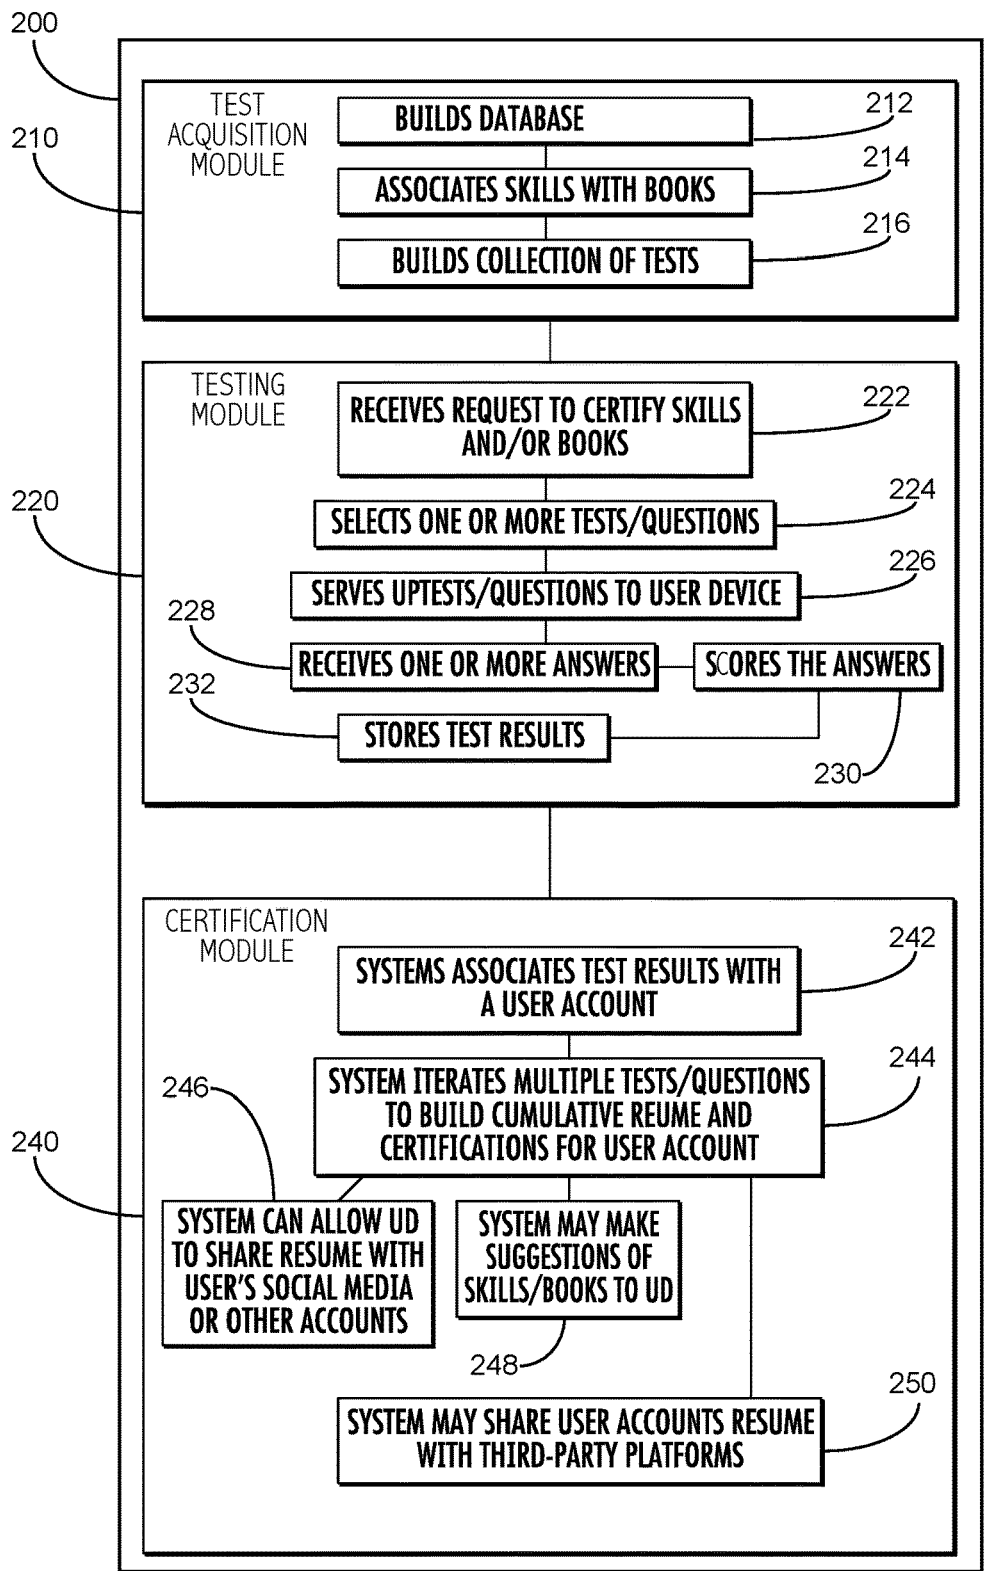 200
TEST
ACQUISITION
MODULE
210
BUILDS DATABASE
212
ASSOCIATES SKILLS WITH BOOKS
214
BUILDS COLLECTION OF TESTS
216
TESTING
MODULE
RECEIVES REQUEST TO CERTIFY SKILLS
AND/OR BOOKS
222
220
SELECTS ONE OR MORE TESTS/QUESTIONS
224
SERVES UPTESTS/QUESTIONS TO USER DEVICE
226
228
RECEIVES ONE OR MORE ANSWERS
SCORES THE ANSWERS
232
STORES TEST RESULTS
230
CERTIFICATION
MODULE
SYSTEMS ASSOCIATES TEST RESULTS WITH
A USER ACCOUNT
242
SYSTEM ITERATES MULTIPLE TESTS/QUESTIONS
TO BUILD CUMULATIVE REUME AND
CERTIFICATIONS FOR USER ACCOUNT
244
246
240
SYSTEM CAN ALLOW UD
TO SHARE RESUME WITH
USER'S SOCIAL MEDIA
OR OTHER ACCOUNTS
SYSTEM MAY MAKE
SUGGESTIONS OF
SKILLS/BOOKS TO UD
248
SYSTEM MAY SHARE USER ACCOUNTS RESUME
WITH THIRD-PARTY PLATFORMS
250